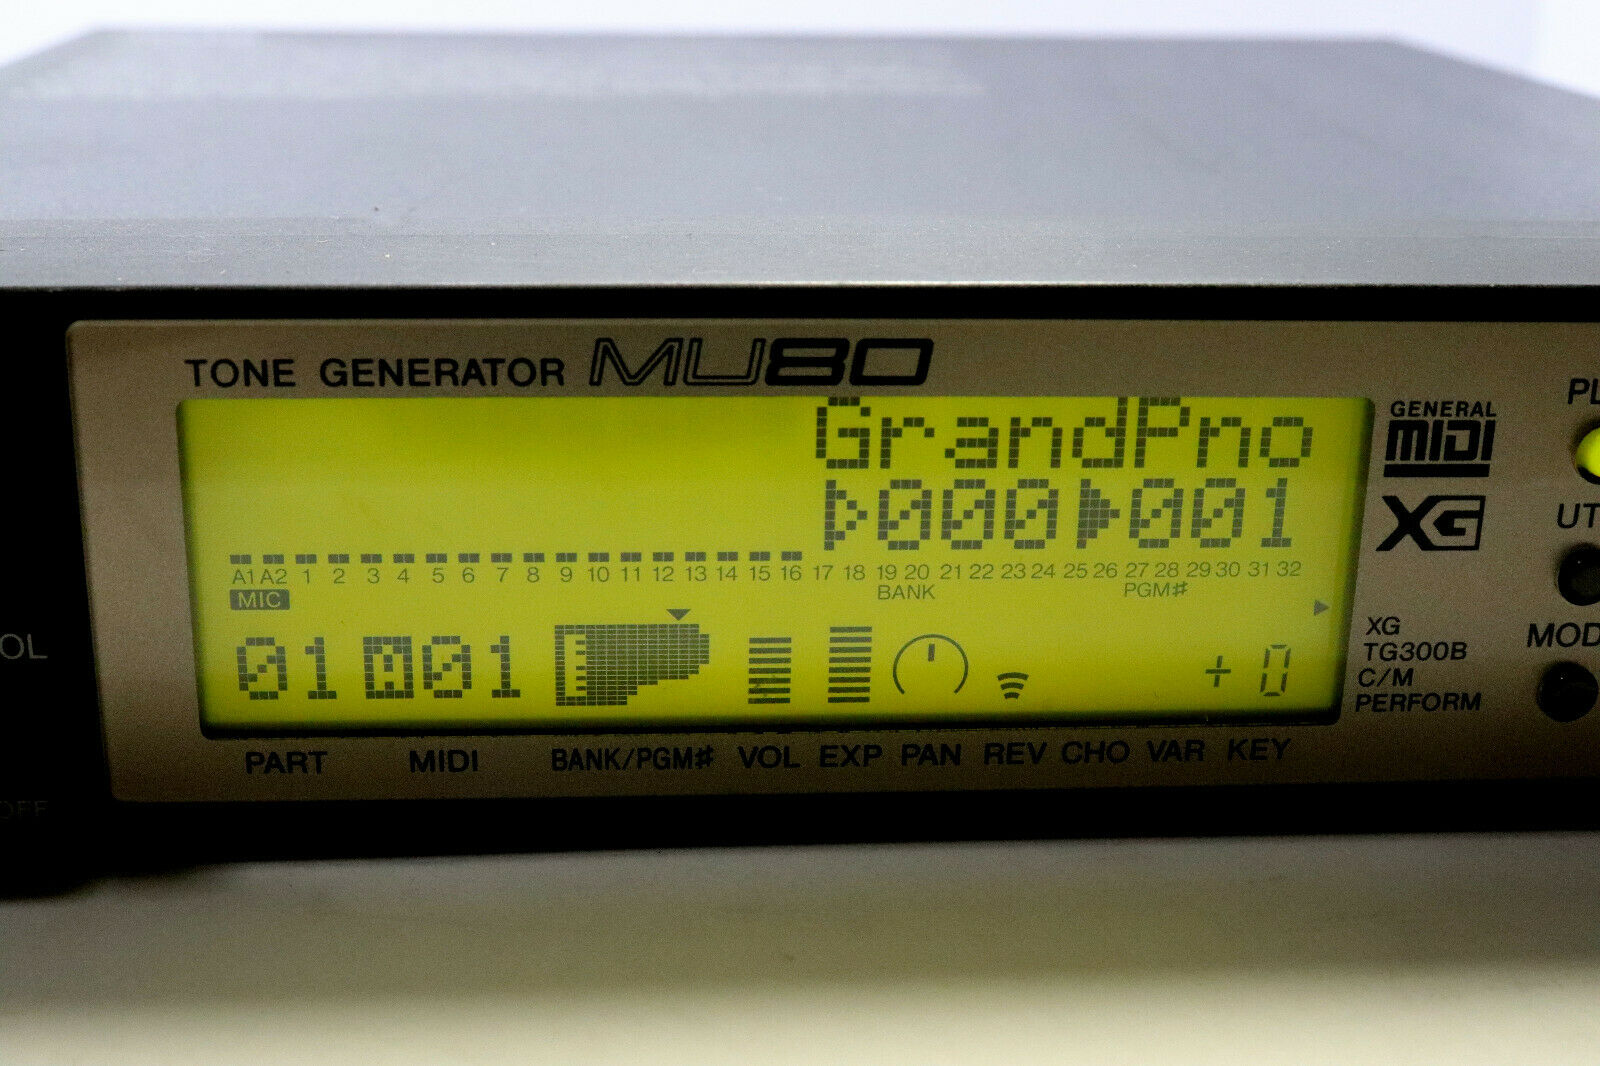 TONE GENERATOR MU80
GrandPno
000 001
A1 A2 1 2 3 4 5 6 7 8 9 10 11 12 13 14 15 16 17 18 19 20 21 22 23 24 25 26 27 28 29 30 31 32
MIC BANK PGM#
01 A01 +0
PART MIDI BANK/PGM# VOL EXP PAN REV CHO VAR KEY
GENERAL
MIDI
XG
XG
TG300B
C/M
PERFORM
PL
UT
MOD
OL
OFF